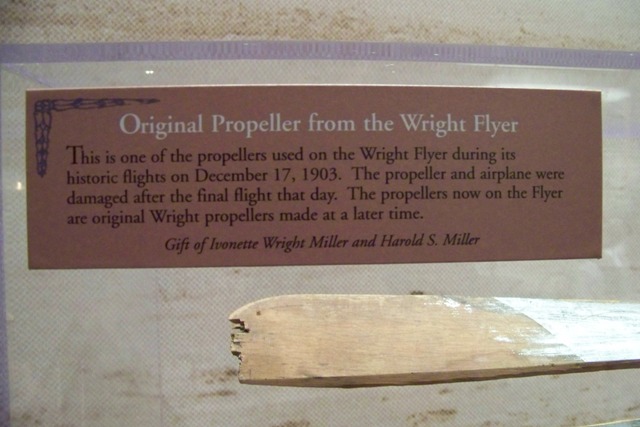 Original Propeller from the Wright Flyer
This is one of the propellers used on the Wright Flyer during its
historic flights on December 17, 1903. The propeller and airplane were
damaged after the final flight that day. The propellers now on the Flyer
are original Wright propellers made at a later time.
Gift of Ivonette Wright Miller and Harold S. Miller